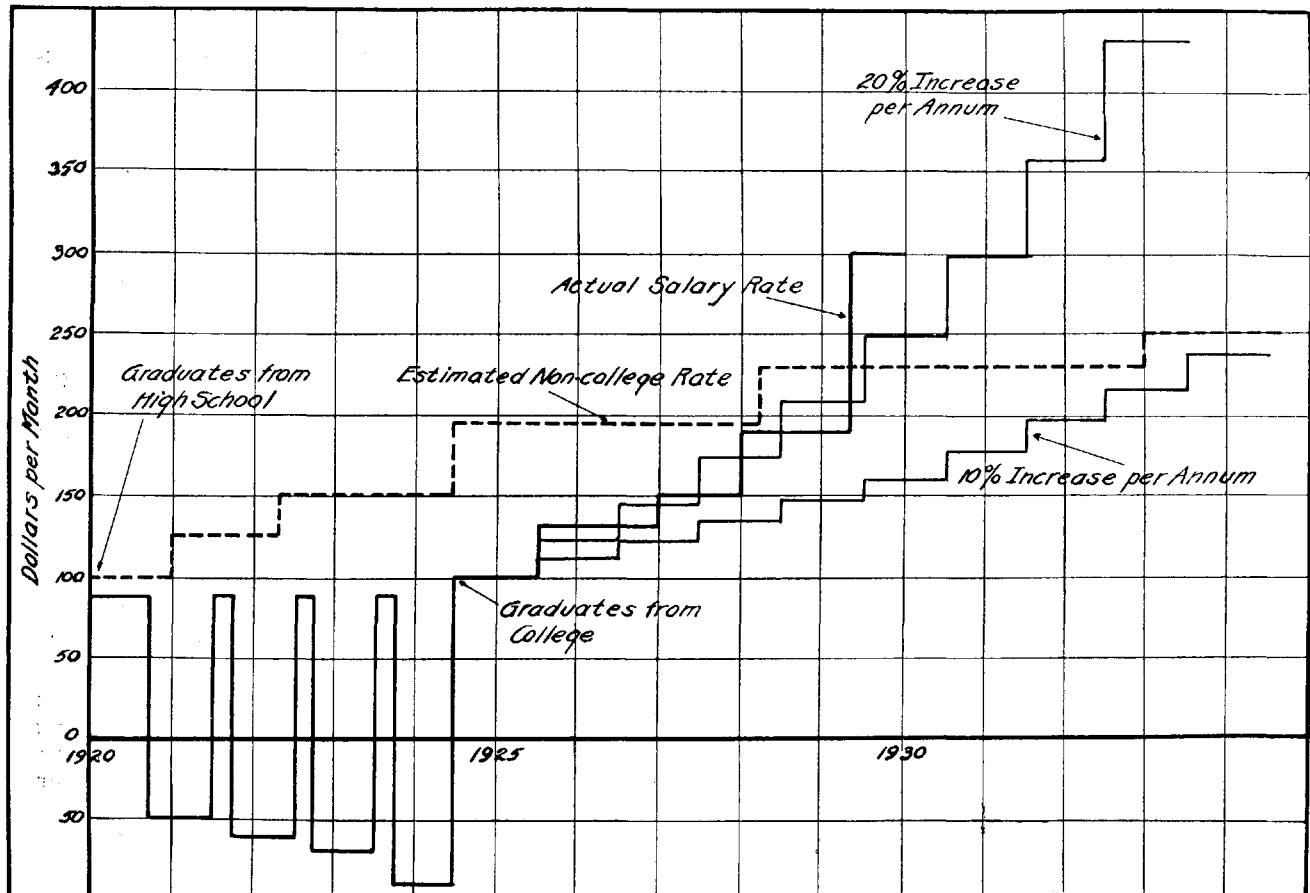 400
350
300
250
200
150
100
50
0
50
Dollars per Month
20% Increase
per Annum
Actual Salary Rate
Graduates from
High School
Estimated Non-college Rate
10% Increase per Annum
Graduates from
College
1920
1925
1930